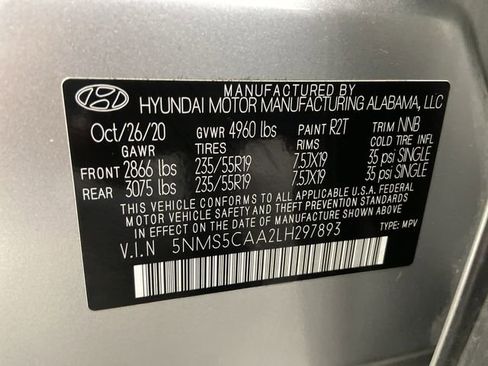 MANUFACTURED BY
HYUNDAI MOTOR MANUFACTURING ALABAMA, LLC
Oct/26/20 GVWR 4960 lbs PAINT R2T TRIM NNB
GAWR TIRES RIMS COLD TIRE INFL
FRONT 2866 lbs 235/55R19 7.5JX19 35 psi SINGLE
REAR 3075 lbs 235/55R19 7.5JX19 35 psi SINGLE
THIS VEHICLE CONFORMS TO ALL APPLICABLE U.S.A. FEDERAL
MOTOR VEHICLE SAFETY, BUMPER, AND THEFT PREVENTION
STANDARDS IN EFFECT ON THE DATE OF MANUFACTURE SHOWN ABOVE.
V.I.N 5NMS5CAA2LH297893 TYPE: MPV